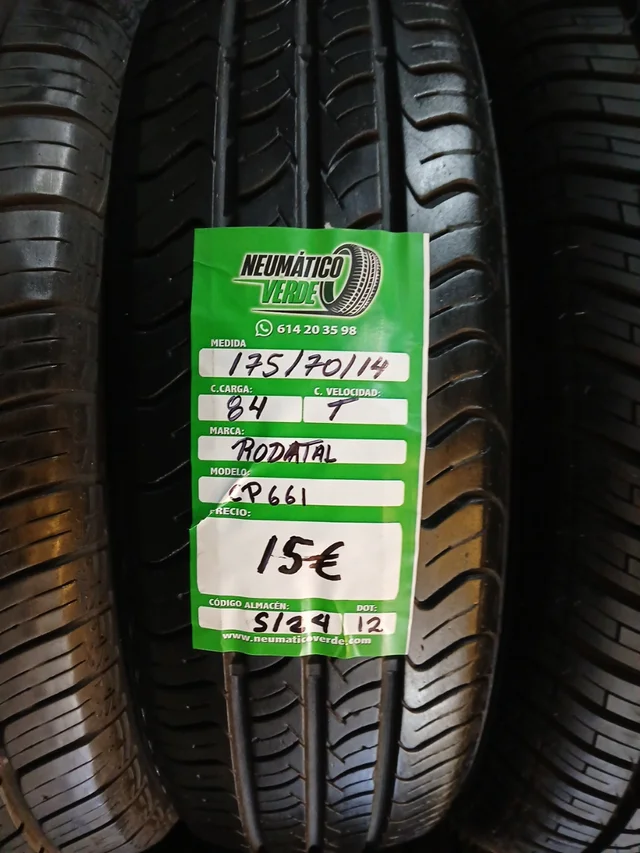 NEUMÁTICO
VERDE
614 20 35 98
MEDIDA
175/70/14
C.CARGA: C. VELOCIDAD:
84 T
MARCA:
RODATAL
MODELO:
CP661
PRECIO:
15€
CÓDIGO ALMACÉN: DOT:
S124 12
www.neumaticoverde.com